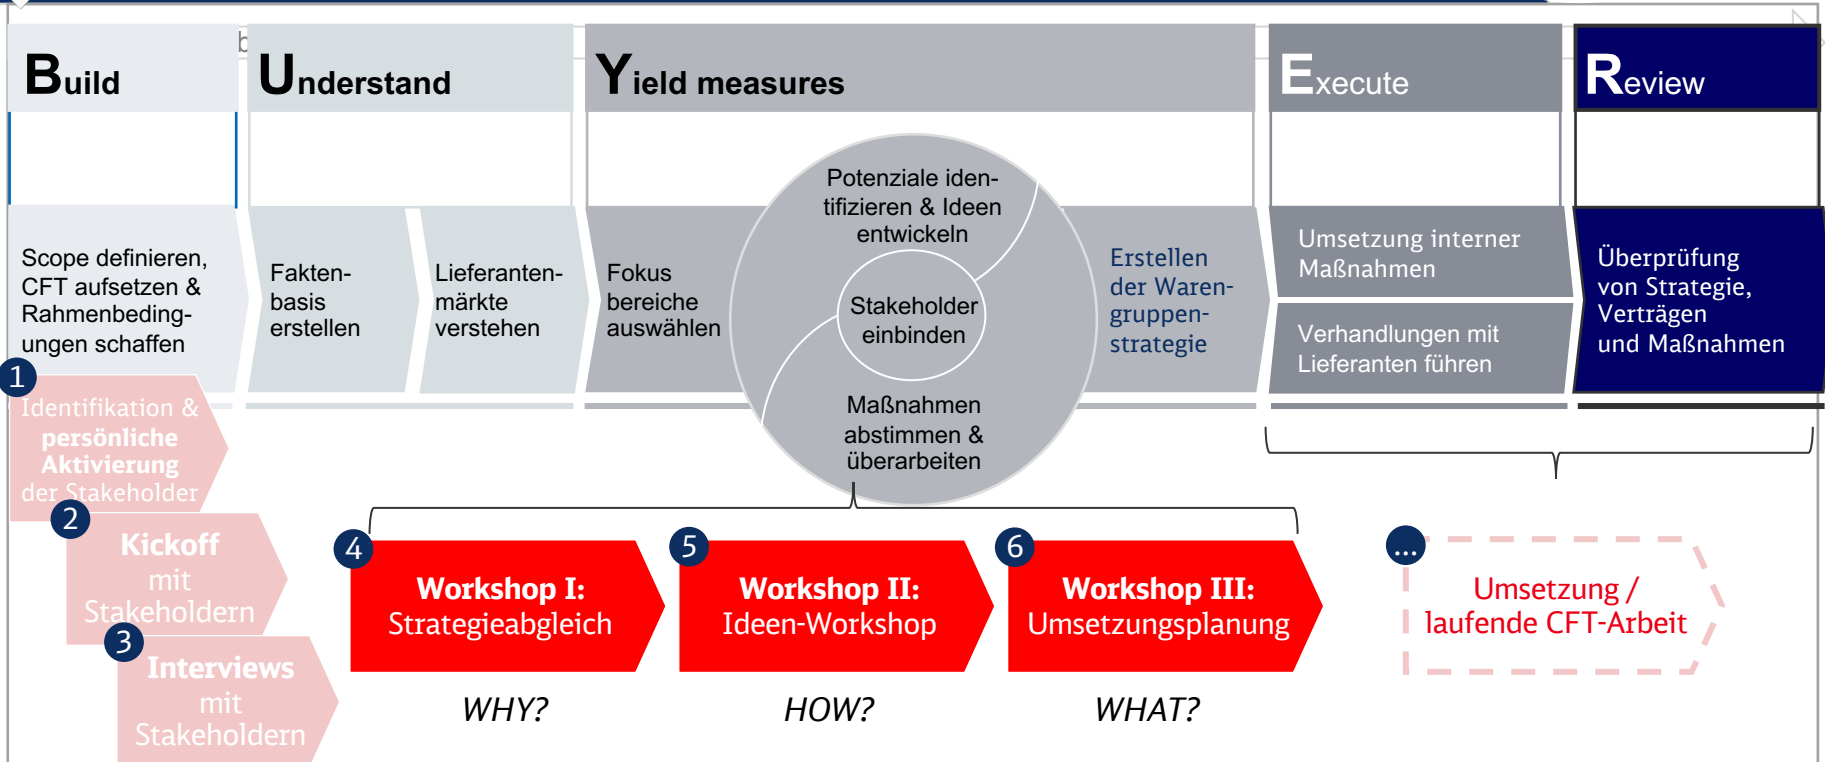 Build
Understand
Yield measures
Execute
Review
Scope definieren,
CFT aufsetzen &
Rahmenbeding-
ungen schaffen
Fakten-
basis
erstellen
Lieferanten-
märkte
verstehen
Fokus
bereiche
auswählen
Potenziale iden-
tifizieren & Ideen
entwickeln
Stakeholder
einbinden
Maßnahmen
abstimmen &
überarbeiten
Erstellen
der Waren-
gruppen-
strategie
Umsetzung interner
Maßnahmen
Verhandlungen mit
Lieferanten führen
Überprüfung
von Strategie,
Verträgen
und Maßnahmen
1
Identifikation &
persönliche
Aktivierung
der Stakeholder
2
Kickoff
mit
Stakeholdern
3
Interviews
mit
Stakeholdern
4
Workshop I:
Strategieabgleich
WHY?
5
Workshop II:
Ideen-Workshop
HOW?
6
Workshop III:
Umsetzungsplanung
WHAT?
...
Umsetzung /
laufende CFT-Arbeit